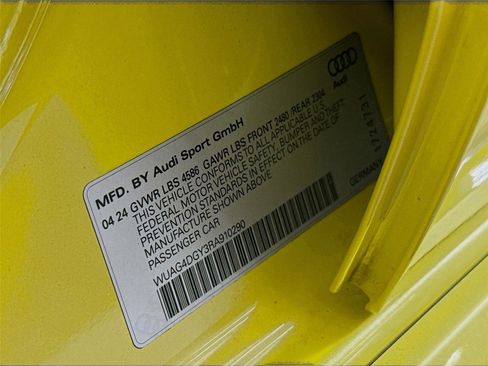 Audi
MFD. BY Audi Sport GmbH
04 24 GVWR LBS 4586 GAWR LBS FRONT 2480 /REAR 2304
THIS VEHICLE CONFORMS TO ALL APPLICABLE U.S.
FEDERAL MOTOR VEHICLE SAFETY, BUMPER AND THEFT
PREVENTION STANDARDS IN EFFECT ON THE DATE OF
MANUFACTURE SHOWN ABOVE
PASSENGER CAR
GERMANY
WUAG4DGY3RA910290
1724731